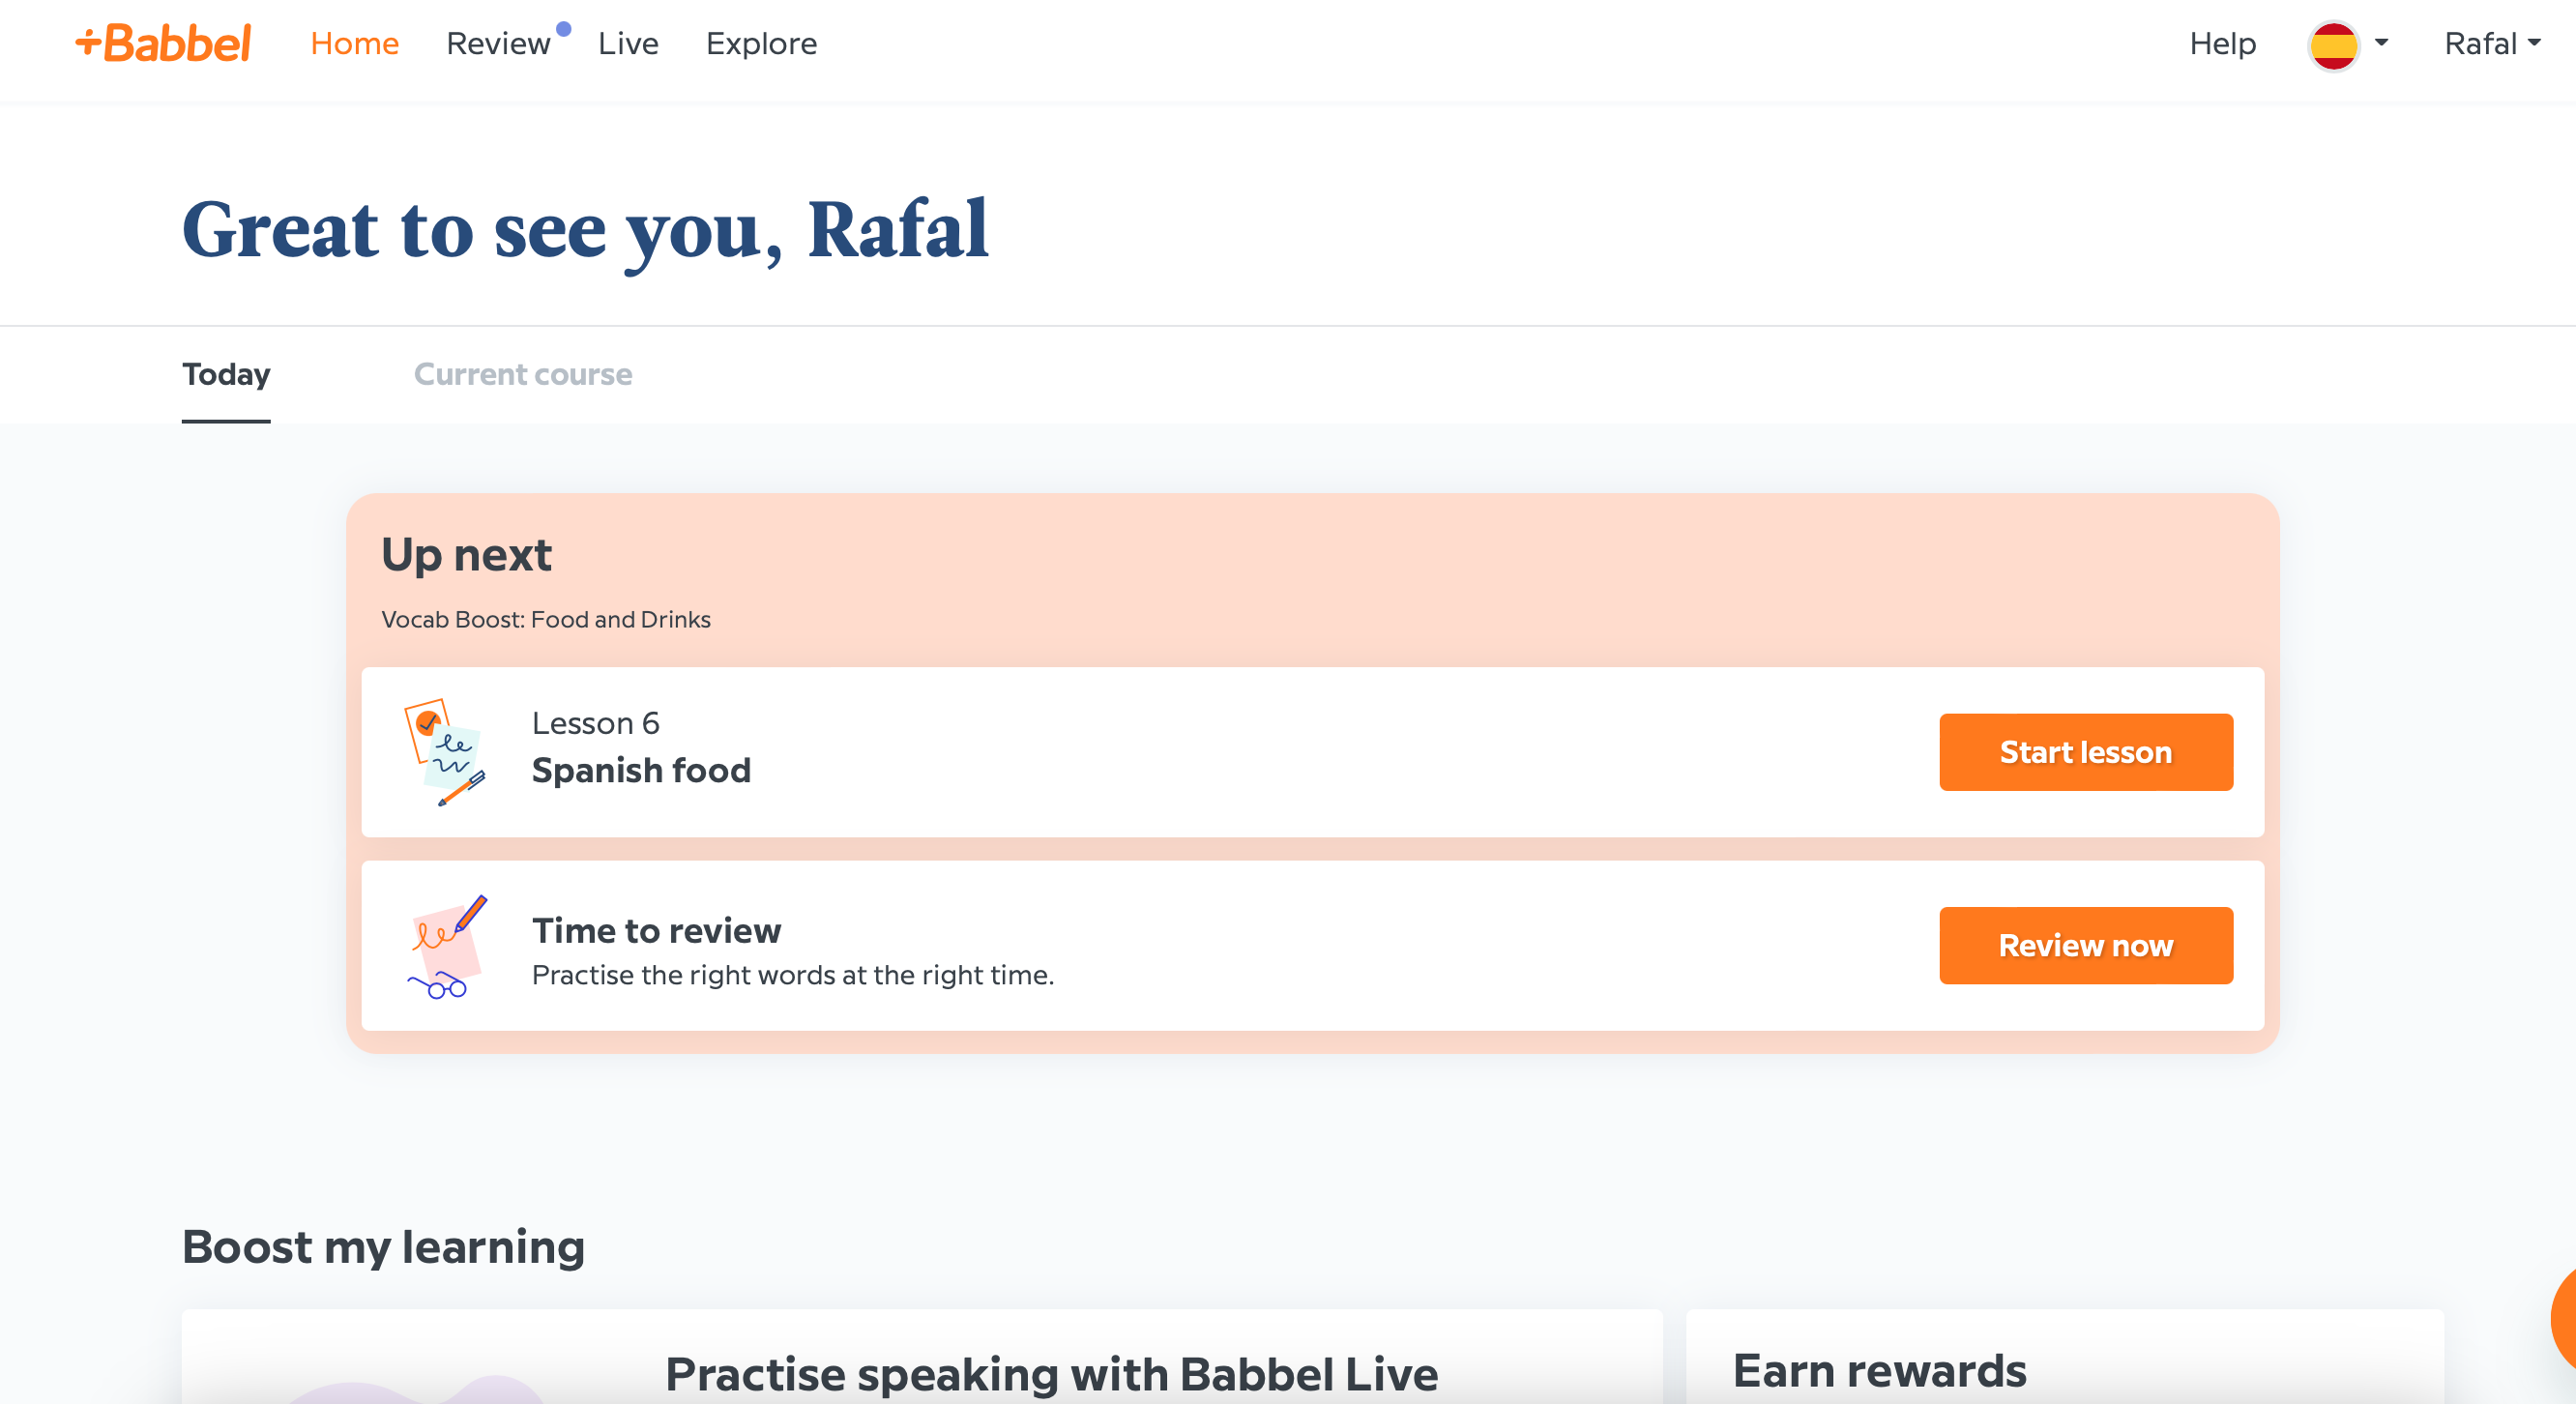 +Babbel Home Review Live Explore Help Rafal
Great to see you, Rafal
Today Current course
Up next
Vocab Boost: Food and Drinks
Lesson 6
Spanish food
Start lesson
Time to review
Practise the right words at the right time.
Review now
Boost my learning
Practise speaking with Babbel Live
Earn rewards